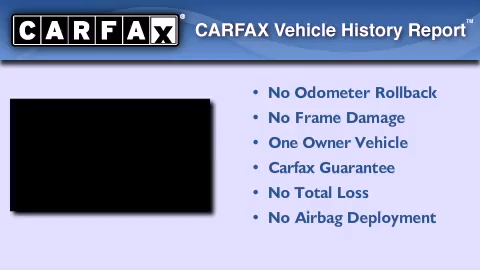 CARFAX® CARFAX Vehicle History Report™
• No Odometer Rollback
• No Frame Damage
• One Owner Vehicle
• Carfax Guarantee
• No Total Loss
• No Airbag Deployment